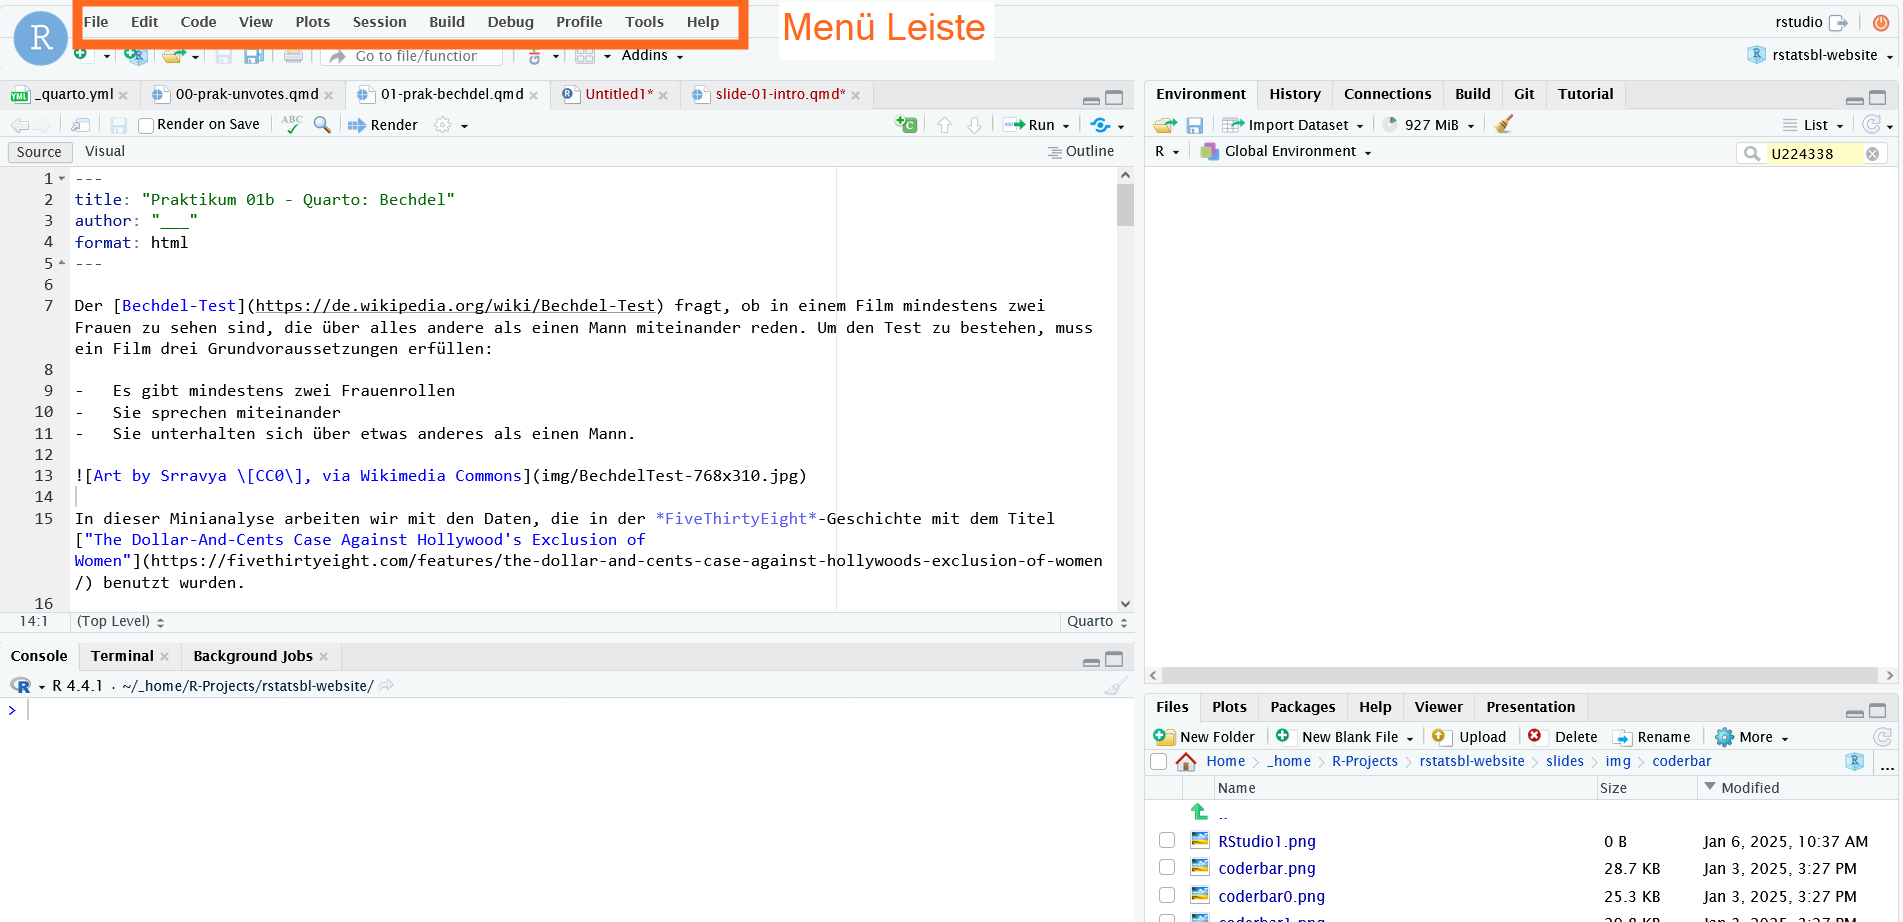 File Edit Code View Plots Session Build Debug Profile Tools Help
Menü Leiste
rstudio
R
Go to file/function
Addins
rstatsbl-website
_quarto.yml
00-prak-unvotes.qmd
01-prak-bechdel.qmd
Untitled1*
slide-01-intro.qmd*
Render on Save
ABC
Render
Run
Source
Visual
Outline
1 ---
2 title: "Praktikum 01b - Quarto: Bechdel"
3 author: "___"
4 format: html
5 ---
6
7 Der [Bechdel-Test](https://de.wikipedia.org/wiki/Bechdel-Test) fragt, ob in einem Film mindestens zwei
Frauen zu sehen sind, die über alles andere als einen Mann miteinander reden. Um den Test zu bestehen, muss
ein Film drei Grundvoraussetzungen erfüllen:
8
9 - Es gibt mindestens zwei Frauenrollen
10 - Sie sprechen miteinander
11 - Sie unterhalten sich über etwas anderes als einen Mann.
12
13 ![Art by Srravya \[CC0\], via Wikimedia Commons](img/BechdelTest-768x310.jpg)
14
15 In dieser Minianalyse arbeiten wir mit den Daten, die in der *FiveThirtyEight*-Geschichte mit dem Titel
["The Dollar-And-Cents Case Against Hollywood's Exclusion of
Women"](https://fivethirtyeight.com/features/the-dollar-and-cents-case-against-hollywoods-exclusion-of-women
/) benutzt wurden.
16
14:1 (Top Level) Quarto
Console Terminal Background Jobs
R 4.4.1 · ~/_home/R-Projects/rstatsbl-website/
>
Environment History Connections Build Git Tutorial
Import Dataset 927 MiB List
R Global Environment U224338
Files Plots Packages Help Viewer Presentation
New Folder New Blank File Upload Delete Rename More
Home _home R-Projects rstatsbl-website slides img coderbar ...
Name Size Modified
..
RStudio1.png 0 B Jan 6, 2025, 10:37 AM
coderbar.png 28.7 KB Jan 3, 2025, 3:27 PM
coderbar0.png 25.3 KB Jan 3, 2025, 3:27 PM